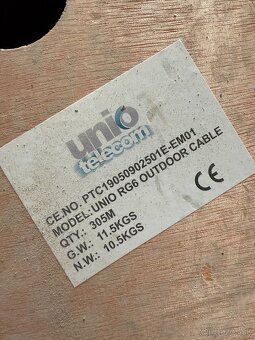 unio
telecom
CE.NO. PTC19050902501E-EM01
MODEL: UNIO RG6 OUTDOOR CABLE
QTY.: 305M
G.W.: 11.5KGS
N.W.: 10.5KGS
CE